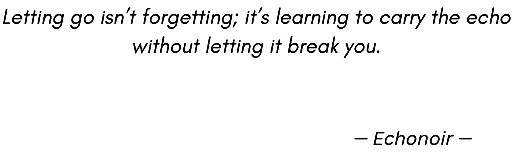 Letting go isn't forgetting; it's learning to carry the echo
without letting it break you.
— Echonoir —